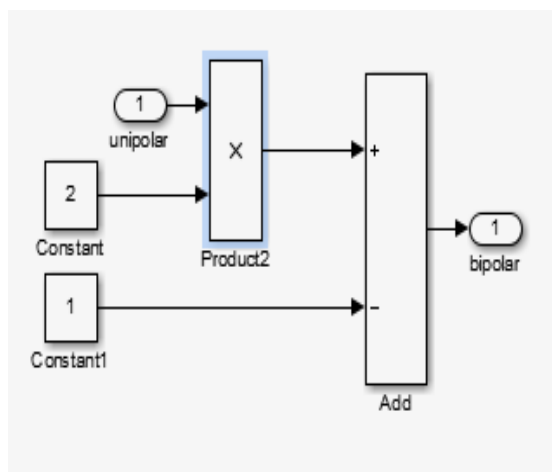 1
unipolar
X
2
Constant
Product2
+
1
bipolar
1
-
Constant1
Add